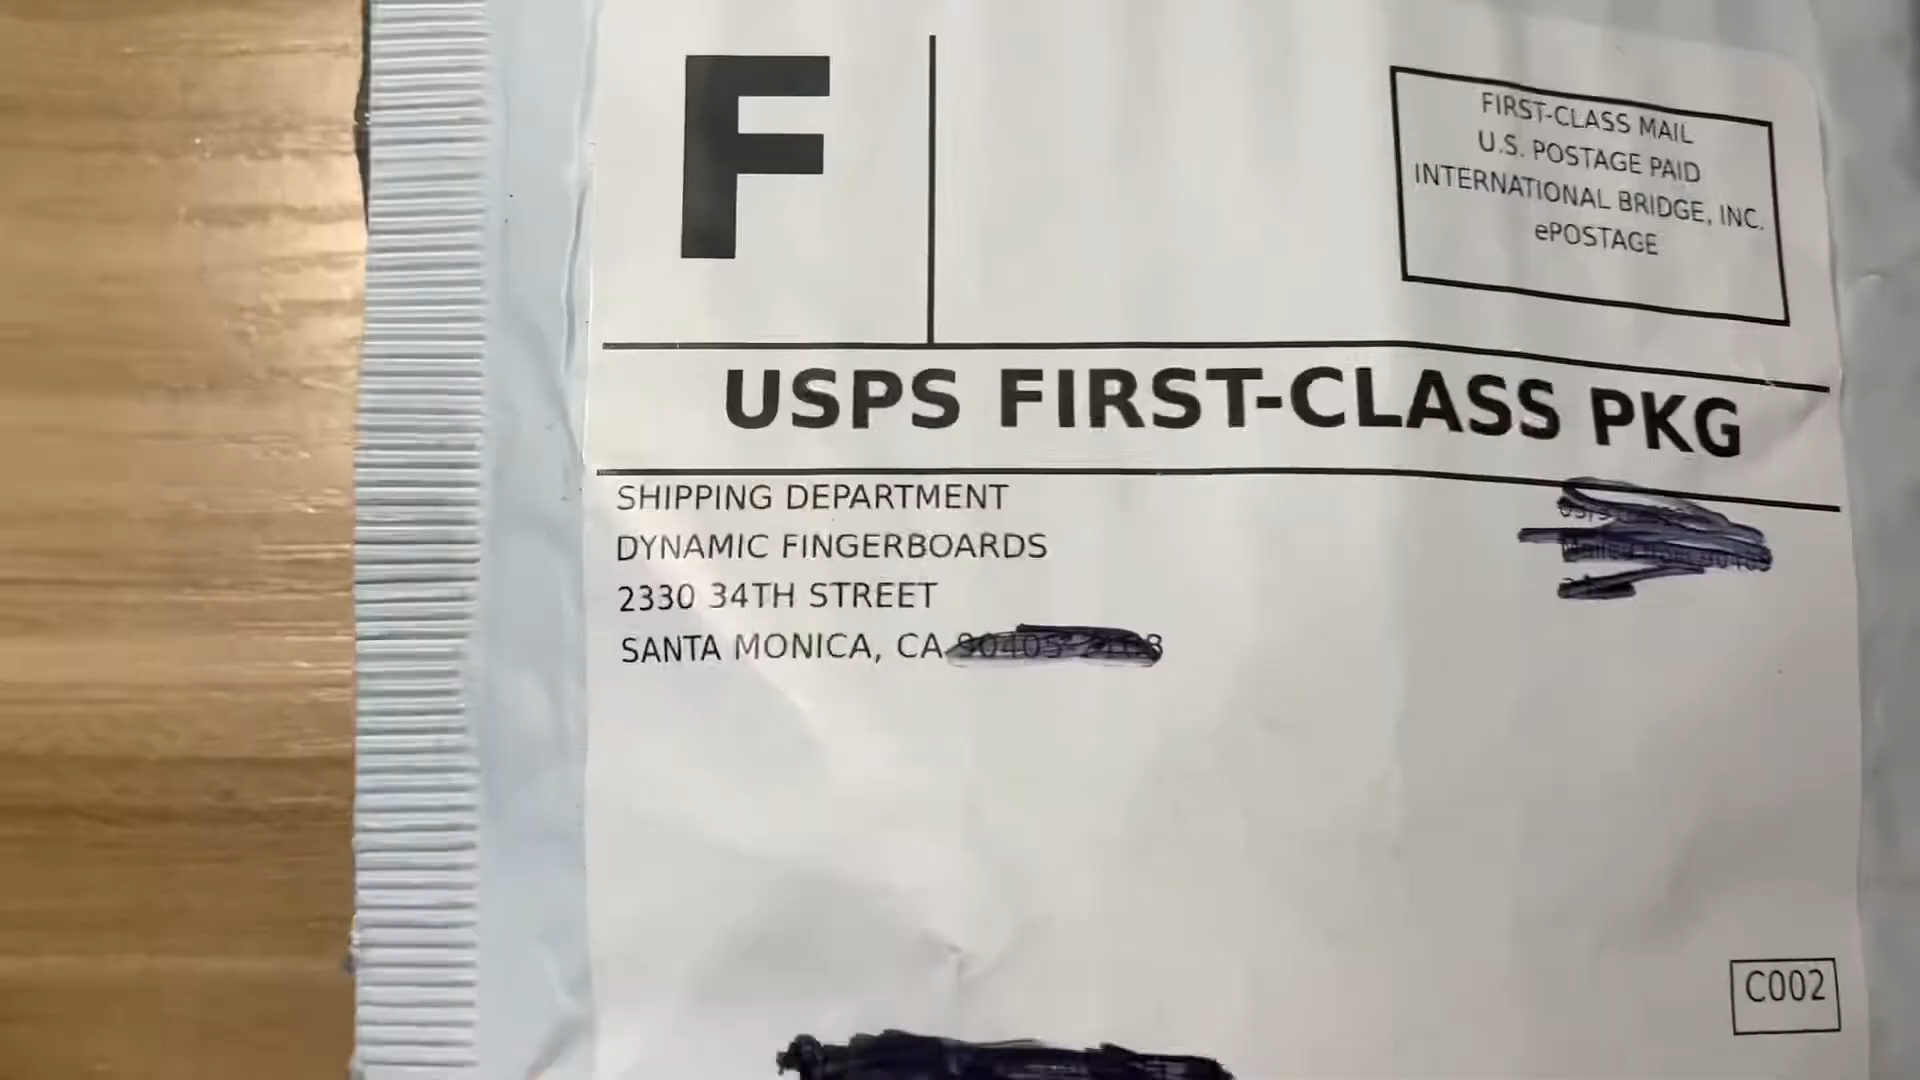 F
FIRST-CLASS MAIL
U.S. POSTAGE PAID
INTERNATIONAL BRIDGE, INC.
ePOSTAGE
USPS FIRST-CLASS PKG
SHIPPING DEPARTMENT
DYNAMIC FINGERBOARDS
2330 34TH STREET
SANTA MONICA, CA
C002